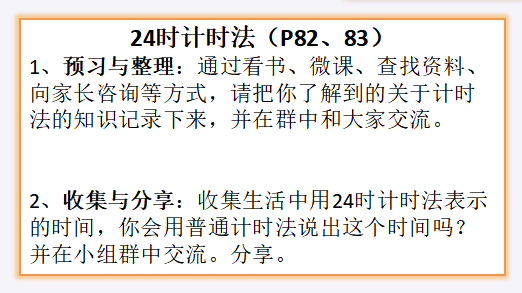 24时计时法（P82、83）
1、预习与整理：通过看书、微课、查找资料、
向家长咨询等方式，请把你了解到的关于计时
法的知识记录下来，并在群中和大家交流。
2、收集与分享：收集生活中用24时计时法表示
的时间，你会用普通计时法说出这个时间吗？
并在小组群中交流。分享。